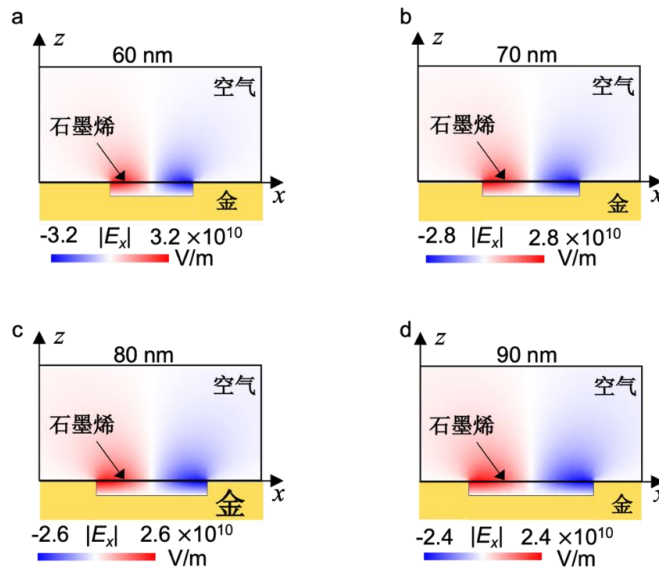 a
z
60 nm
空气
石墨烯
x
金
-3.2 |Eₓ| 3.2 ×10¹⁰
V/m
b
z
70 nm
空气
石墨烯
x
金
-2.8 |Eₓ| 2.8 ×10¹⁰
V/m
c
z
80 nm
空气
石墨烯
x
金
-2.6 |Eₓ| 2.6 ×10¹⁰
V/m
d
z
90 nm
空气
石墨烯
x
金
-2.4 |Eₓ| 2.4 ×10¹⁰
V/m